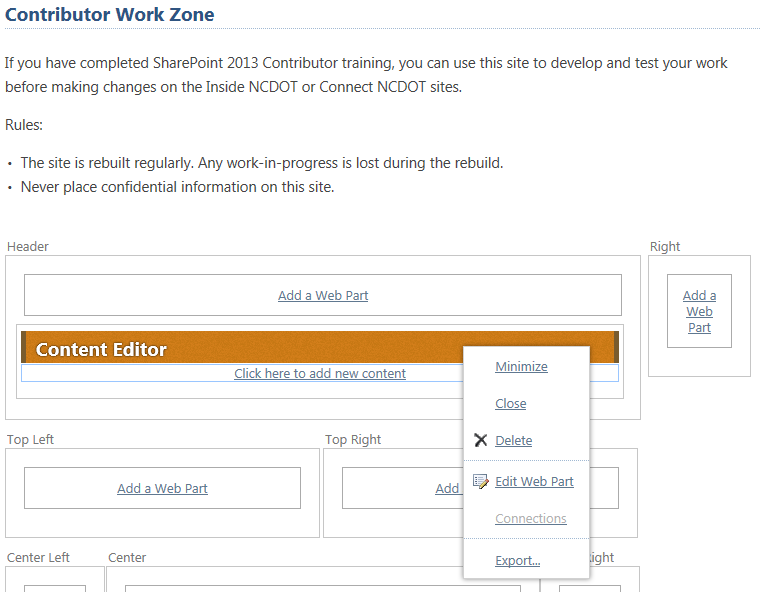 Contributor Work Zone
If you have completed SharePoint 2013 Contributor training, you can use this site to develop and test your work
before making changes on the Inside NCDOT or Connect NCDOT sites.
Rules:
• The site is rebuilt regularly. Any work-in-progress is lost during the rebuild.
• Never place confidential information on this site.
Header
Right
Add a Web Part
Add a
Web
Part
Content Editor
Click here to add new content
Minimize
Close
Delete
Edit Web Part
Connections
Export...
Top Left
Top Right
Add a Web Part
Add
Center Left
Center
ight